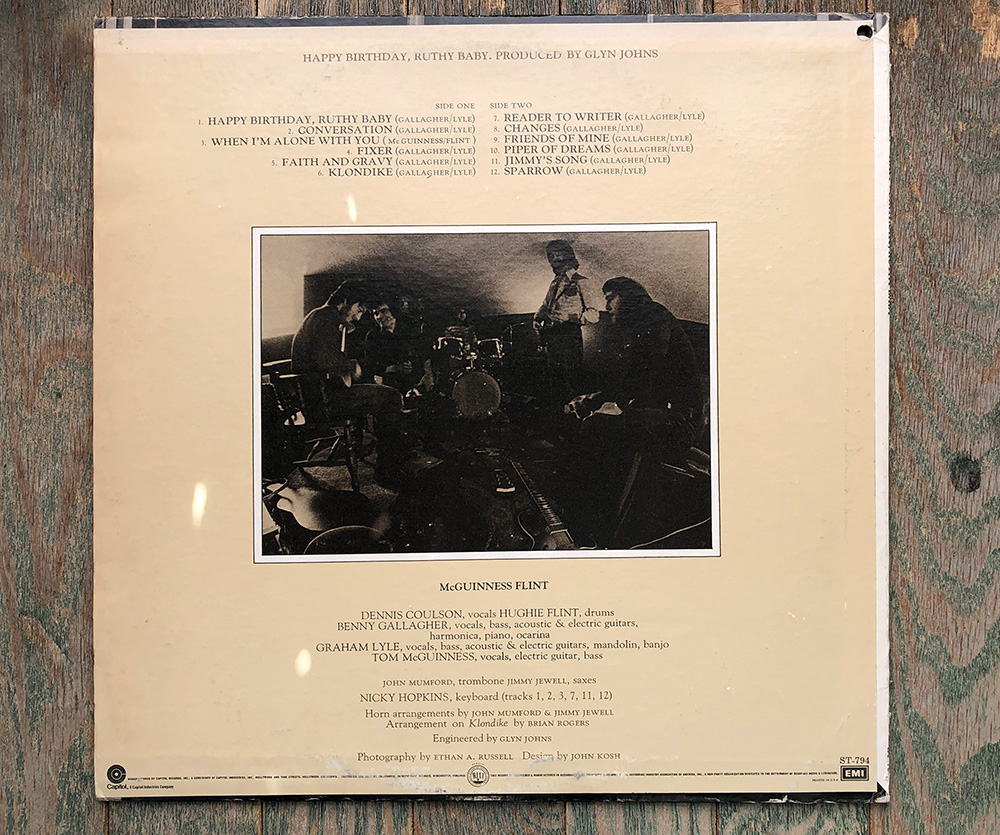 HAPPY BIRTHDAY, RUTHY BABY. PRODUCED BY GLYN JOHNS
SIDE ONE
1. HAPPY BIRTHDAY, RUTHY BABY (GALLAGHER/LYLE)
2. CONVERSATION (GALLAGHER/LYLE)
3. WHEN I'M ALONE WITH YOU (McGUINNESS/FLINT)
4. FIXER (GALLAGHER/LYLE)
5. FAITH AND GRAVY (GALLAGHER/LYLE)
6. KLONDIKE (GALLAGHER/LYLE)
SIDE TWO
7. READER TO WRITER (GALLAGHER/LYLE)
8. CHANGES (GALLAGHER/LYLE)
9. FRIENDS OF MINE (GALLAGHER/LYLE)
10. PIPER OF DREAMS (GALLAGHER/LYLE)
11. JIMMY'S SONG (GALLAGHER/LYLE)
12. SPARROW (GALLAGHER/LYLE)
McGUINNESS FLINT
DENNIS COULSON, vocals HUGHIE FLINT, drums
BENNY GALLAGHER, vocals, bass, acoustic & electric guitars,
harmonica, piano, ocarina
GRAHAM LYLE, vocals, bass, acoustic & electric guitars, mandolin, banjo
TOM McGUINNESS, vocals, electric guitar, bass
JOHN MUMFORD, trombone JIMMY JEWELL, saxes
NICKY HOPKINS, keyboard (tracks 1, 2, 3, 7, 11, 12)
Horn arrangements by JOHN MUMFORD & JIMMY JEWELL
Arrangement on Klondike by BRIAN ROGERS
Engineered by GLYN JOHNS
Photography by ETHAN A. RUSSELL Design by JOHN KOSH
ST-794
EMI
Capitol